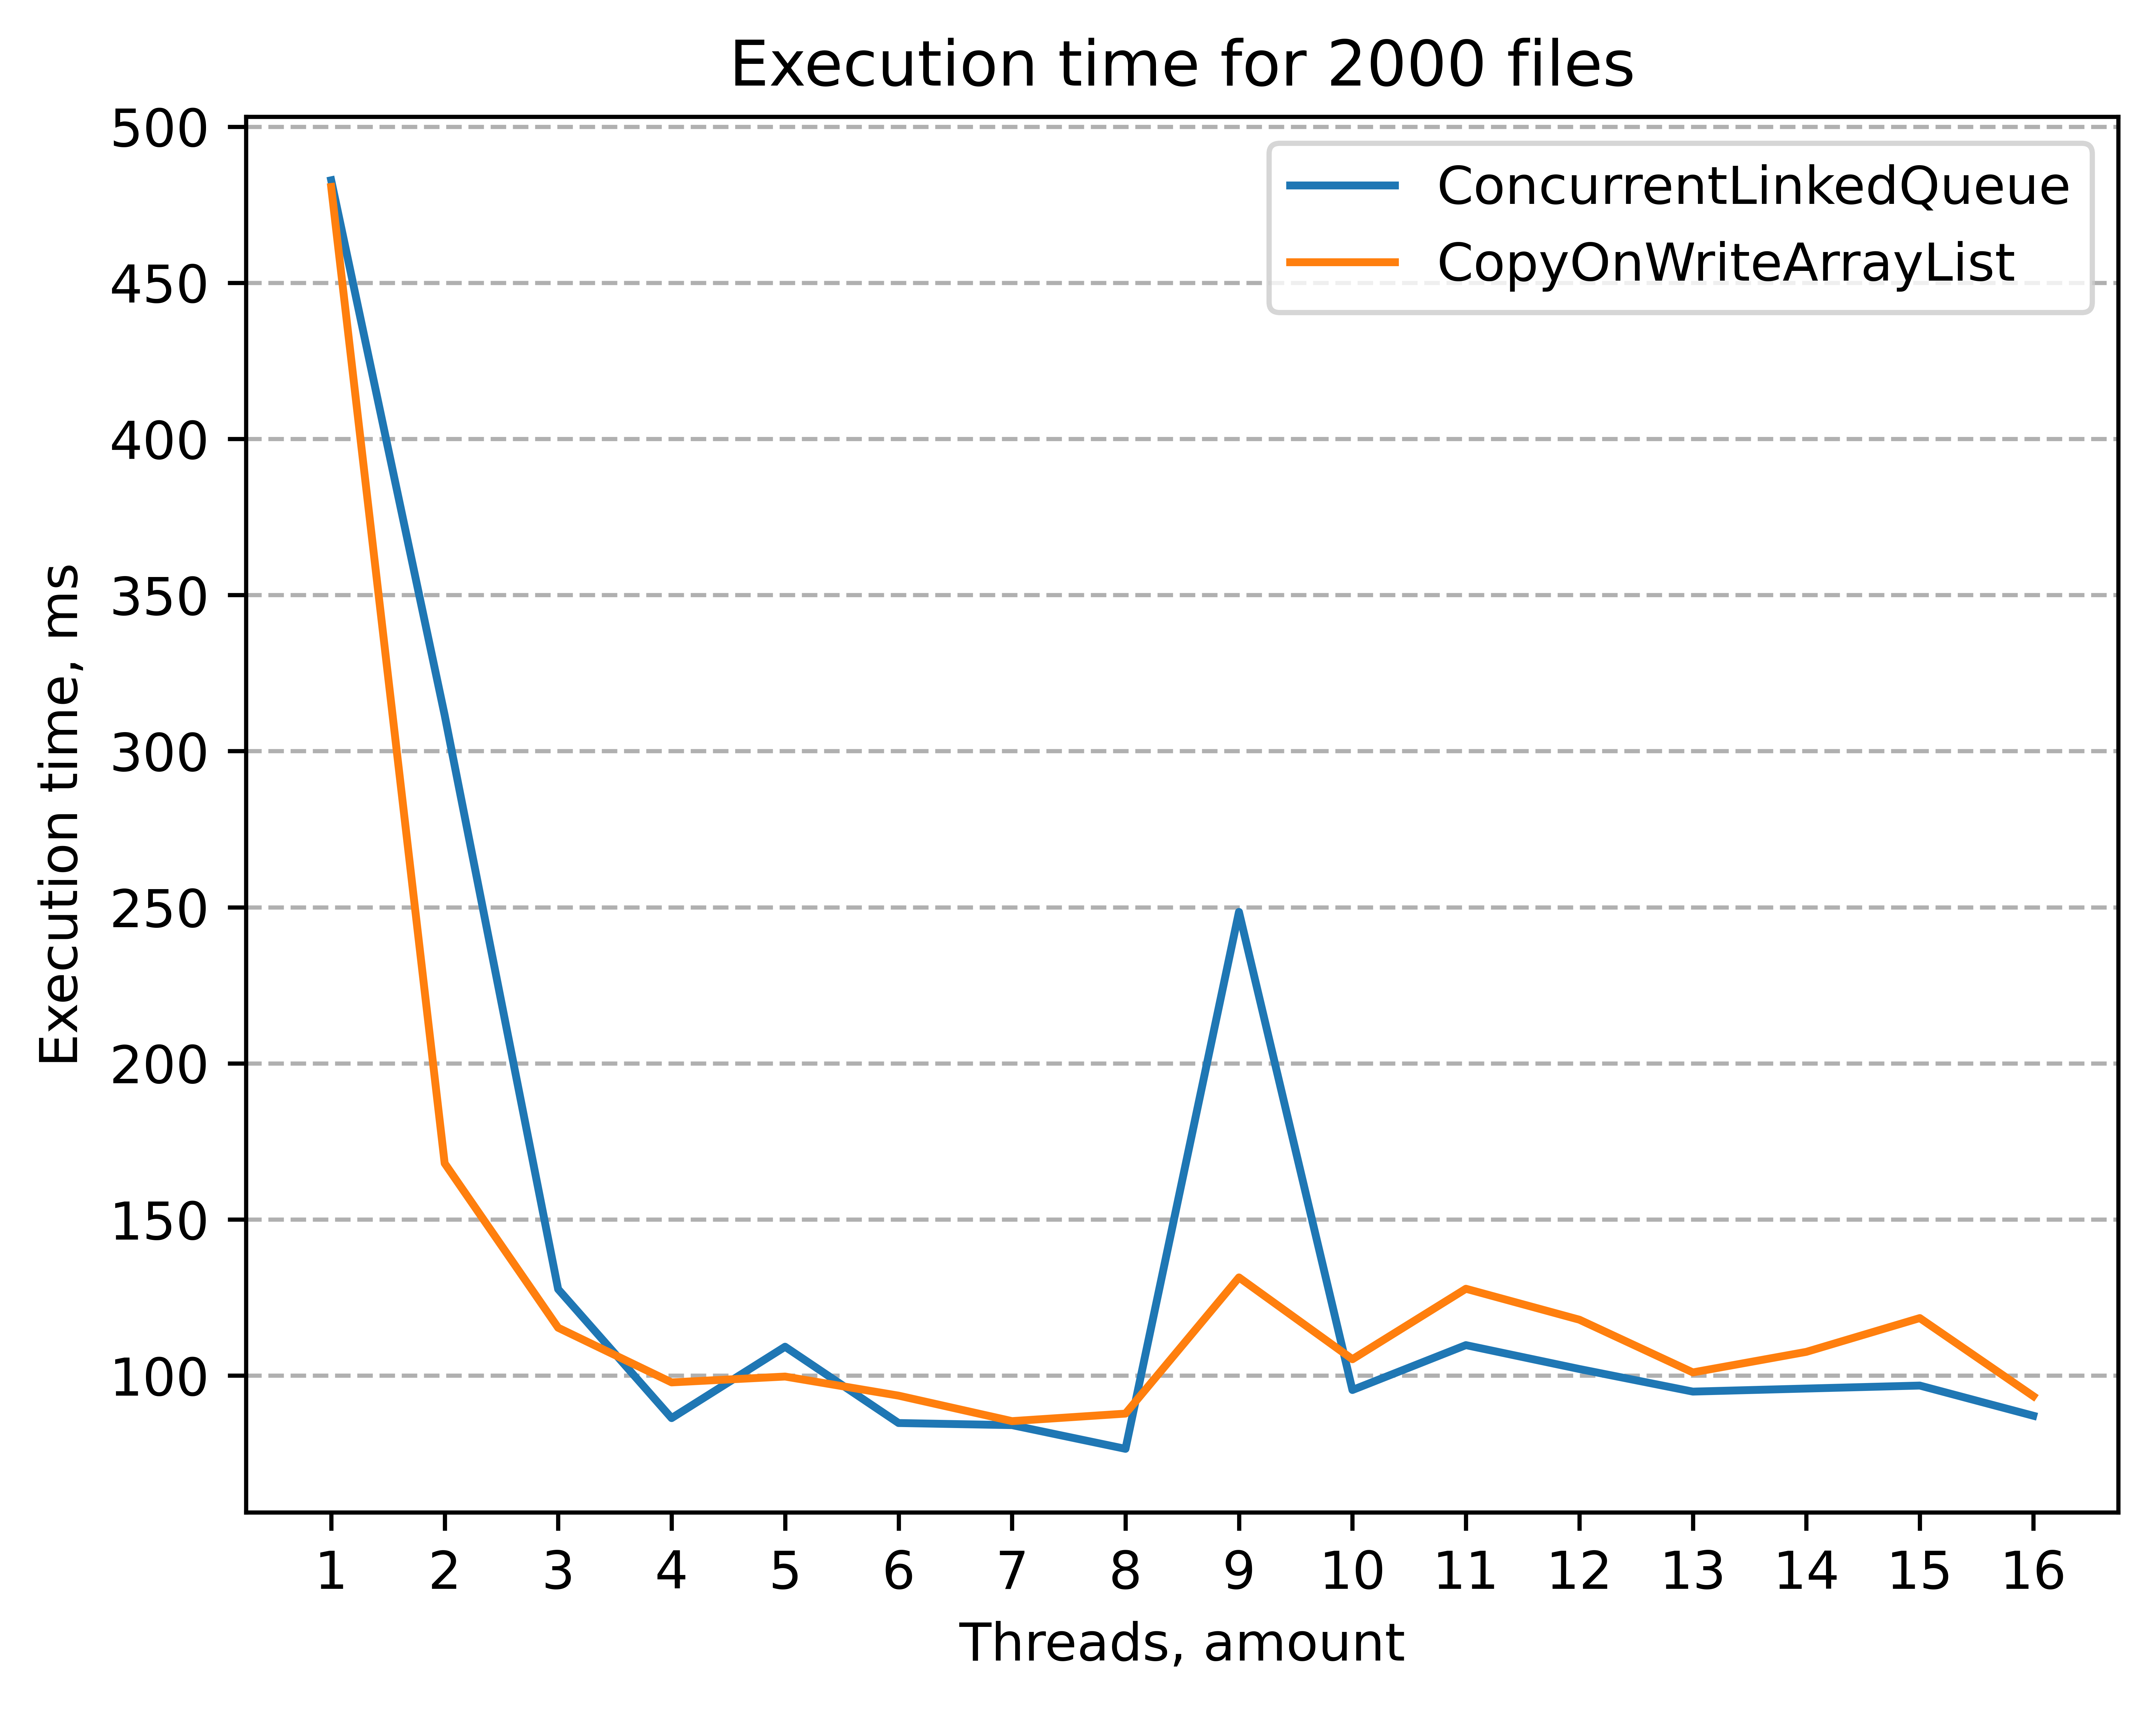 Execution time for 2000 files
ConcurrentLinkedQueue
CopyOnWriteArrayList
Execution time, ms
500
450
400
350
300
250
200
150
100
1 2 3 4 5 6 7 8 9 10 11 12 13 14 15 16
Threads, amount